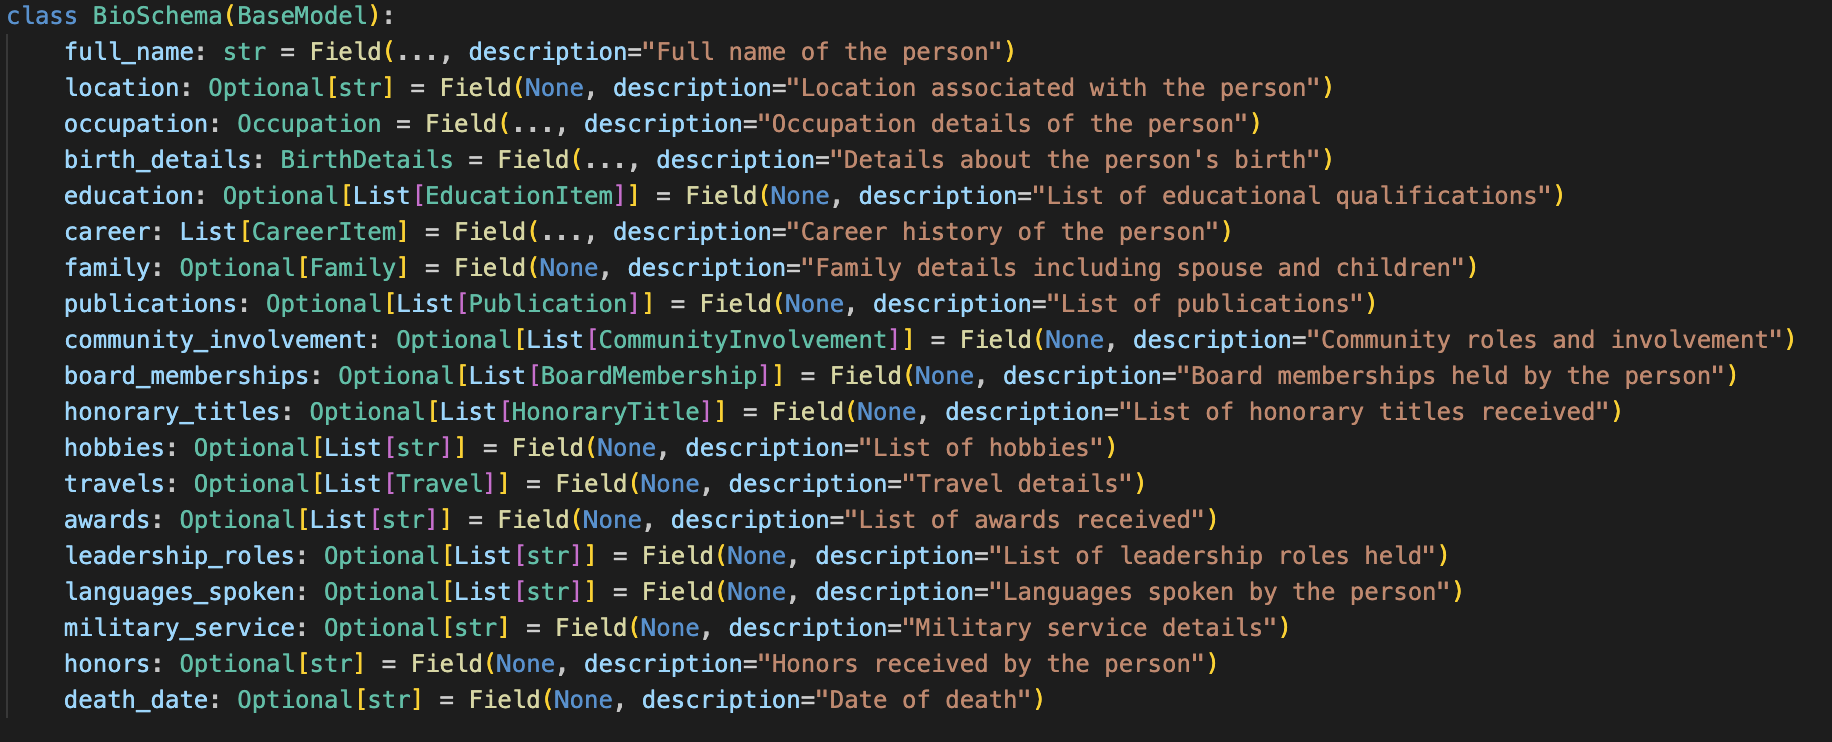 class BioSchema(BaseModel):
    full_name: str = Field(..., description="Full name of the person")
    location: Optional[str] = Field(None, description="Location associated with the person")
    occupation: Occupation = Field(..., description="Occupation details of the person")
    birth_details: BirthDetails = Field(..., description="Details about the person's birth")
    education: Optional[List[EducationItem]] = Field(None, description="List of educational qualifications")
    career: List[CareerItem] = Field(..., description="Career history of the person")
    family: Optional[Family] = Field(None, description="Family details including spouse and children")
    publications: Optional[List[Publication]] = Field(None, description="List of publications")
    community_involvement: Optional[List[CommunityInvolvement]] = Field(None, description="Community roles and involvement")
    board_memberships: Optional[List[BoardMembership]] = Field(None, description="Board memberships held by the person")
    honorary_titles: Optional[List[HonoraryTitle]] = Field(None, description="List of honorary titles received")
    hobbies: Optional[List[str]] = Field(None, description="List of hobbies")
    travels: Optional[List[Travel]] = Field(None, description="Travel details")
    awards: Optional[List[str]] = Field(None, description="List of awards received")
    leadership_roles: Optional[List[str]] = Field(None, description="List of leadership roles held")
    languages_spoken: Optional[List[str]] = Field(None, description="Languages spoken by the person")
    military_service: Optional[str] = Field(None, description="Military service details")
    honors: Optional[str] = Field(None, description="Honors received by the person")
    death_date: Optional[str] = Field(None, description="Date of death")